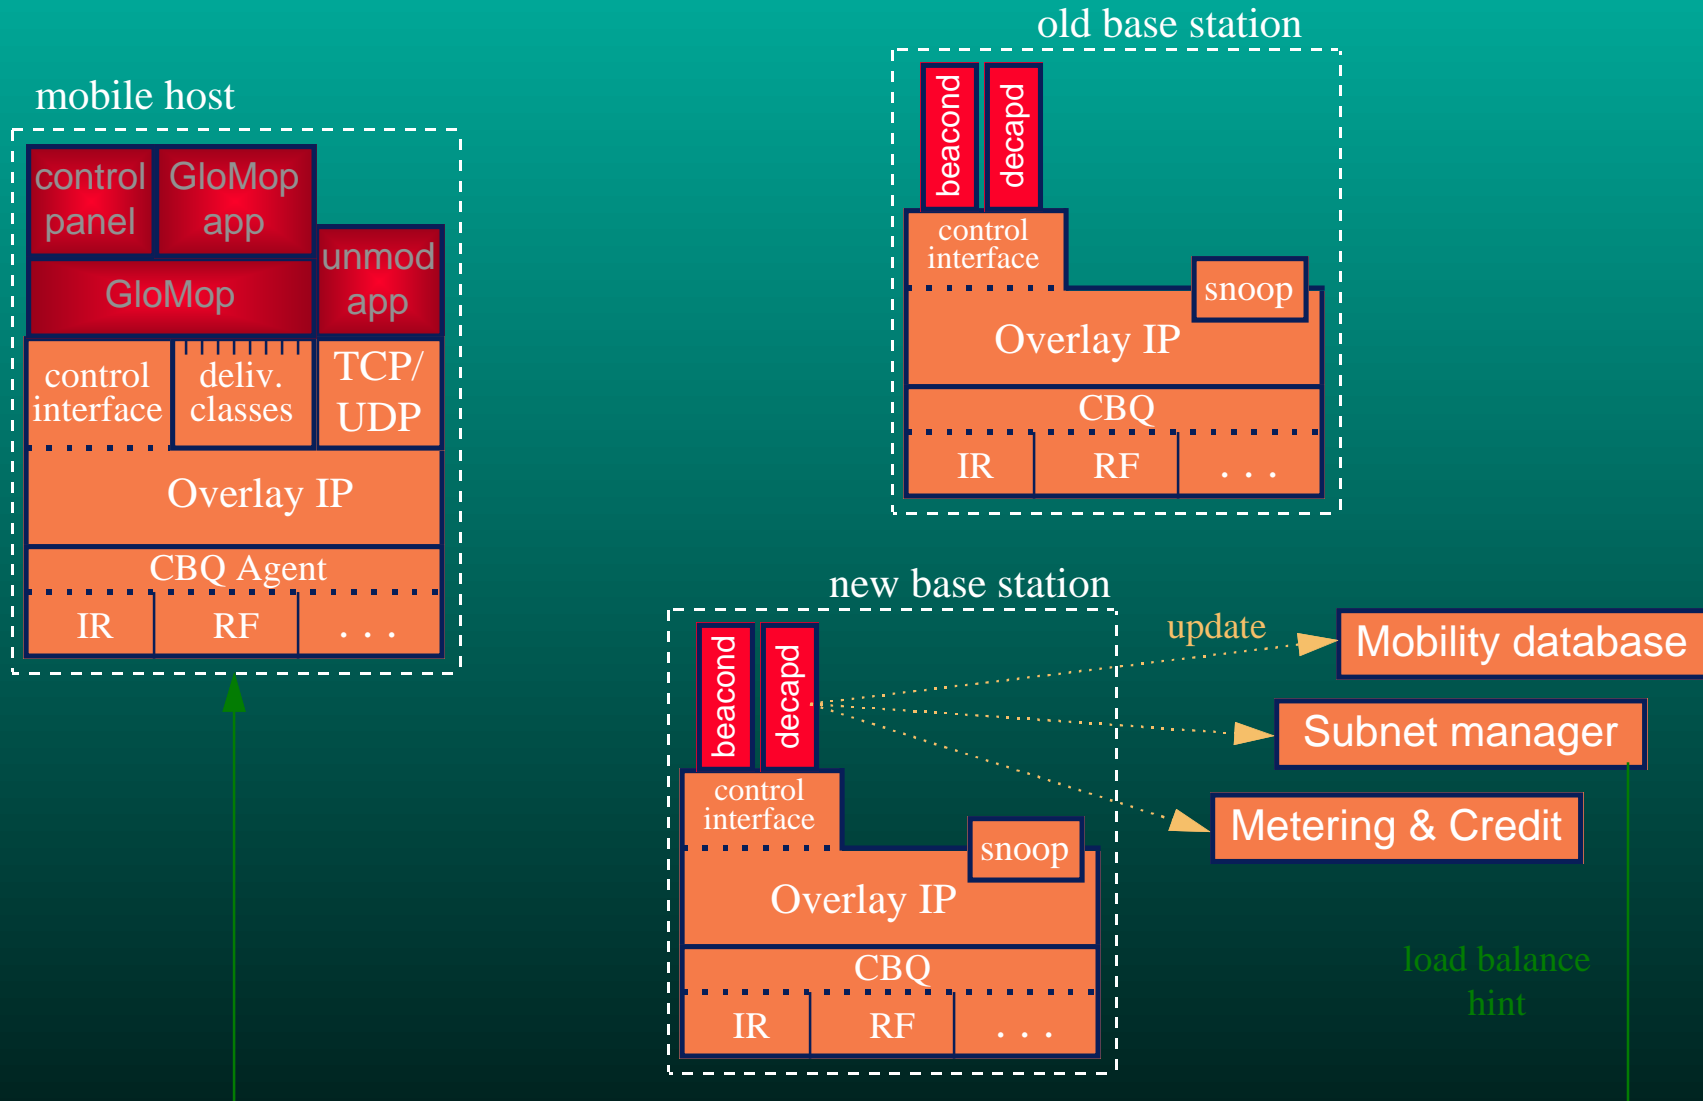 old base station
beacond
decapd
control
interface
snoop
Overlay IP
CBQ
IR
RF
. . .
mobile host
control
panel
GloMop
app
unmod
app
GloMop
control
interface
deliv.
classes
TCP/
UDP
Overlay IP
CBQ Agent
IR
RF
. . .
new base station
beacond
decapd
control
interface
snoop
Overlay IP
CBQ
IR
RF
. . .
update
Mobility database
Subnet manager
Metering & Credit
load balance
hint